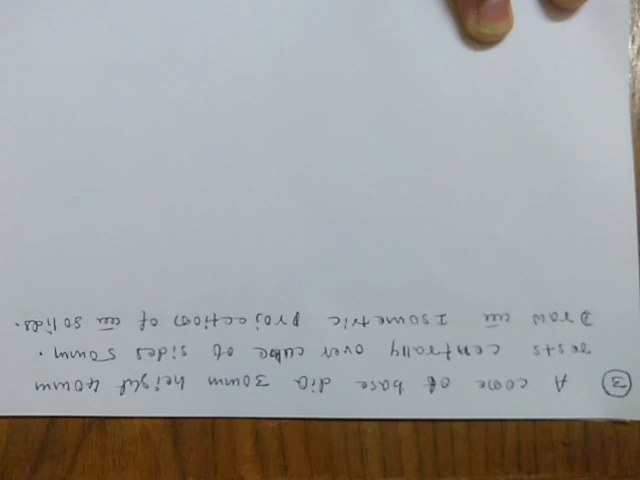 ③ A cone of base dia 30mm height 40mm
rests centrally over cube of sides 50mm.
Draw the Isometric projection of the solids.